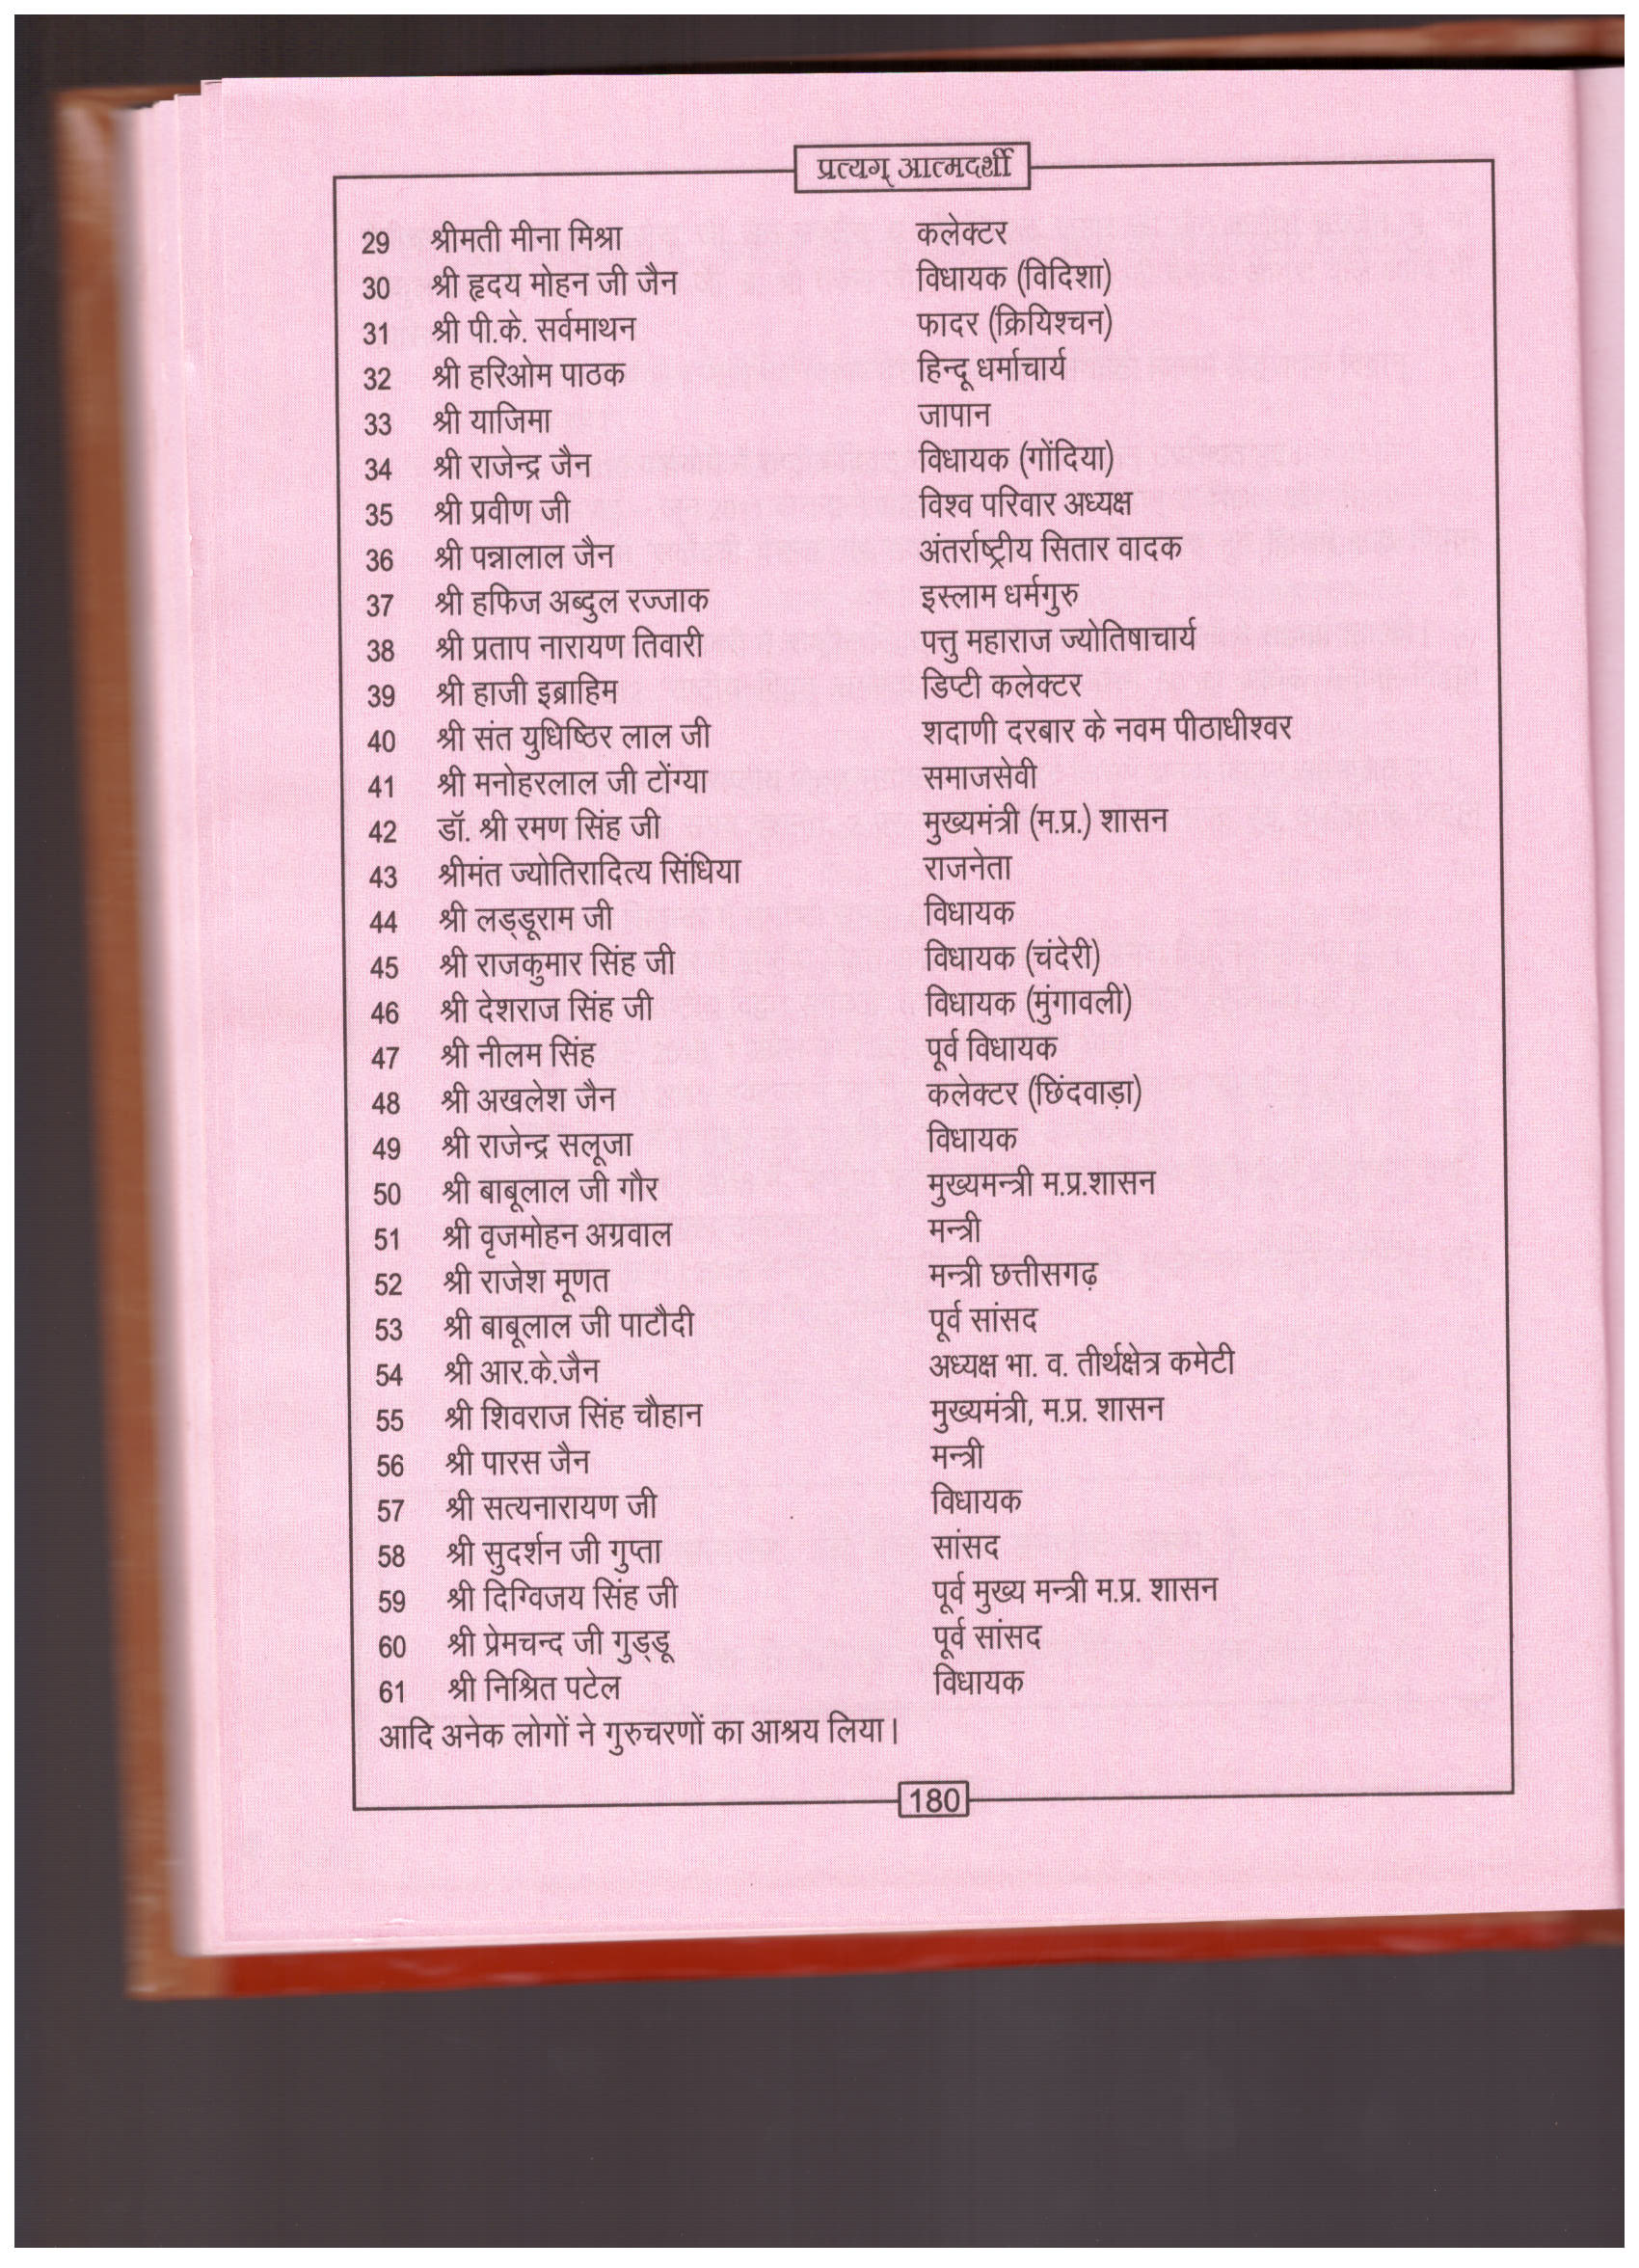 प्रत्यग् आत्मदर्शी
29 श्रीमती मीना मिश्रा कलेक्टर
30 श्री हृदय मोहन जी जैन विधायक (विदिशा)
31 श्री पी.के. सर्वमाथन फादर (क्रियिश्चन)
32 श्री हरिओम पाठक हिन्दू धर्माचार्य
33 श्री याजिमा जापान
34 श्री राजेन्द्र जैन विधायक (गोंदिया)
35 श्री प्रवीण जी विश्व परिवार अध्यक्ष
36 श्री पन्नालाल जैन अंतर्राष्ट्रीय सितार वादक
37 श्री हफिज अब्दुल रज्जाक इस्लाम धर्मगुरु
38 श्री प्रताप नारायण तिवारी पत्तु महाराज ज्योतिषाचार्य
39 श्री हाजी इब्राहिम डिप्टी कलेक्टर
40 श्री संत युधिष्ठिर लाल जी शदाणी दरबार के नवम पीठाधीश्वर
41 श्री मनोहरलाल जी टोंग्या समाजसेवी
42 डॉ. श्री रमण सिंह जी मुख्यमंत्री (म.प्र.) शासन
43 श्रीमंत ज्योतिरादित्य सिंधिया राजनेता
44 श्री लड्डूराम जी विधायक
45 श्री राजकुमार सिंह जी विधायक (चंदेरी)
46 श्री देशराज सिंह जी विधायक (मुंगावली)
47 श्री नीलम सिंह पूर्व विधायक
48 श्री अखलेश जैन कलेक्टर (छिंदवाड़ा)
49 श्री राजेन्द्र सलूजा विधायक
50 श्री बाबूलाल जी गौर मुख्यमन्त्री म.प्र.शासन
51 श्री वृजमोहन अग्रवाल मन्त्री
52 श्री राजेश मूणत मन्त्री छत्तीसगढ़
53 श्री बाबूलाल जी पाटौदी पूर्व सांसद
54 श्री आर.के.जैन अध्यक्ष भा. व. तीर्थक्षेत्र कमेटी
55 श्री शिवराज सिंह चौहान मुख्यमंत्री, म.प्र. शासन
56 श्री पारस जैन मन्त्री
57 श्री सत्यनारायण जी विधायक
58 श्री सुदर्शन जी गुप्ता सांसद
59 श्री दिग्विजय सिंह जी पूर्व मुख्य मन्त्री म.प्र. शासन
60 श्री प्रेमचन्द जी गुड्डू पूर्व सांसद
61 श्री निश्रित पटेल विधायक
आदि अनेक लोगों ने गुरुचरणों का आश्रय लिया।
180